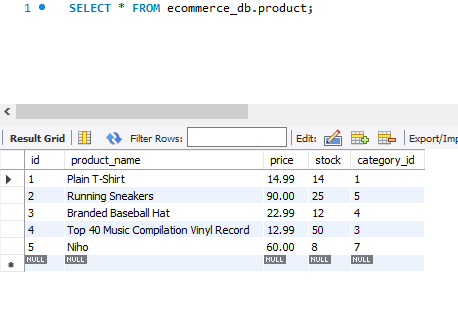 1 SELECT * FROM ecommerce_db.product;
Result Grid Filter Rows: Edit: Export/Imp
id product_name price stock category_id
1 Plain T-Shirt 14.99 14 1
2 Running Sneakers 90.00 25 5
3 Branded Baseball Hat 22.99 12 4
4 Top 40 Music Compilation Vinyl Record 12.99 50 3
5 Niho 60.00 8 7
NULL NULL NULL NULL NULL